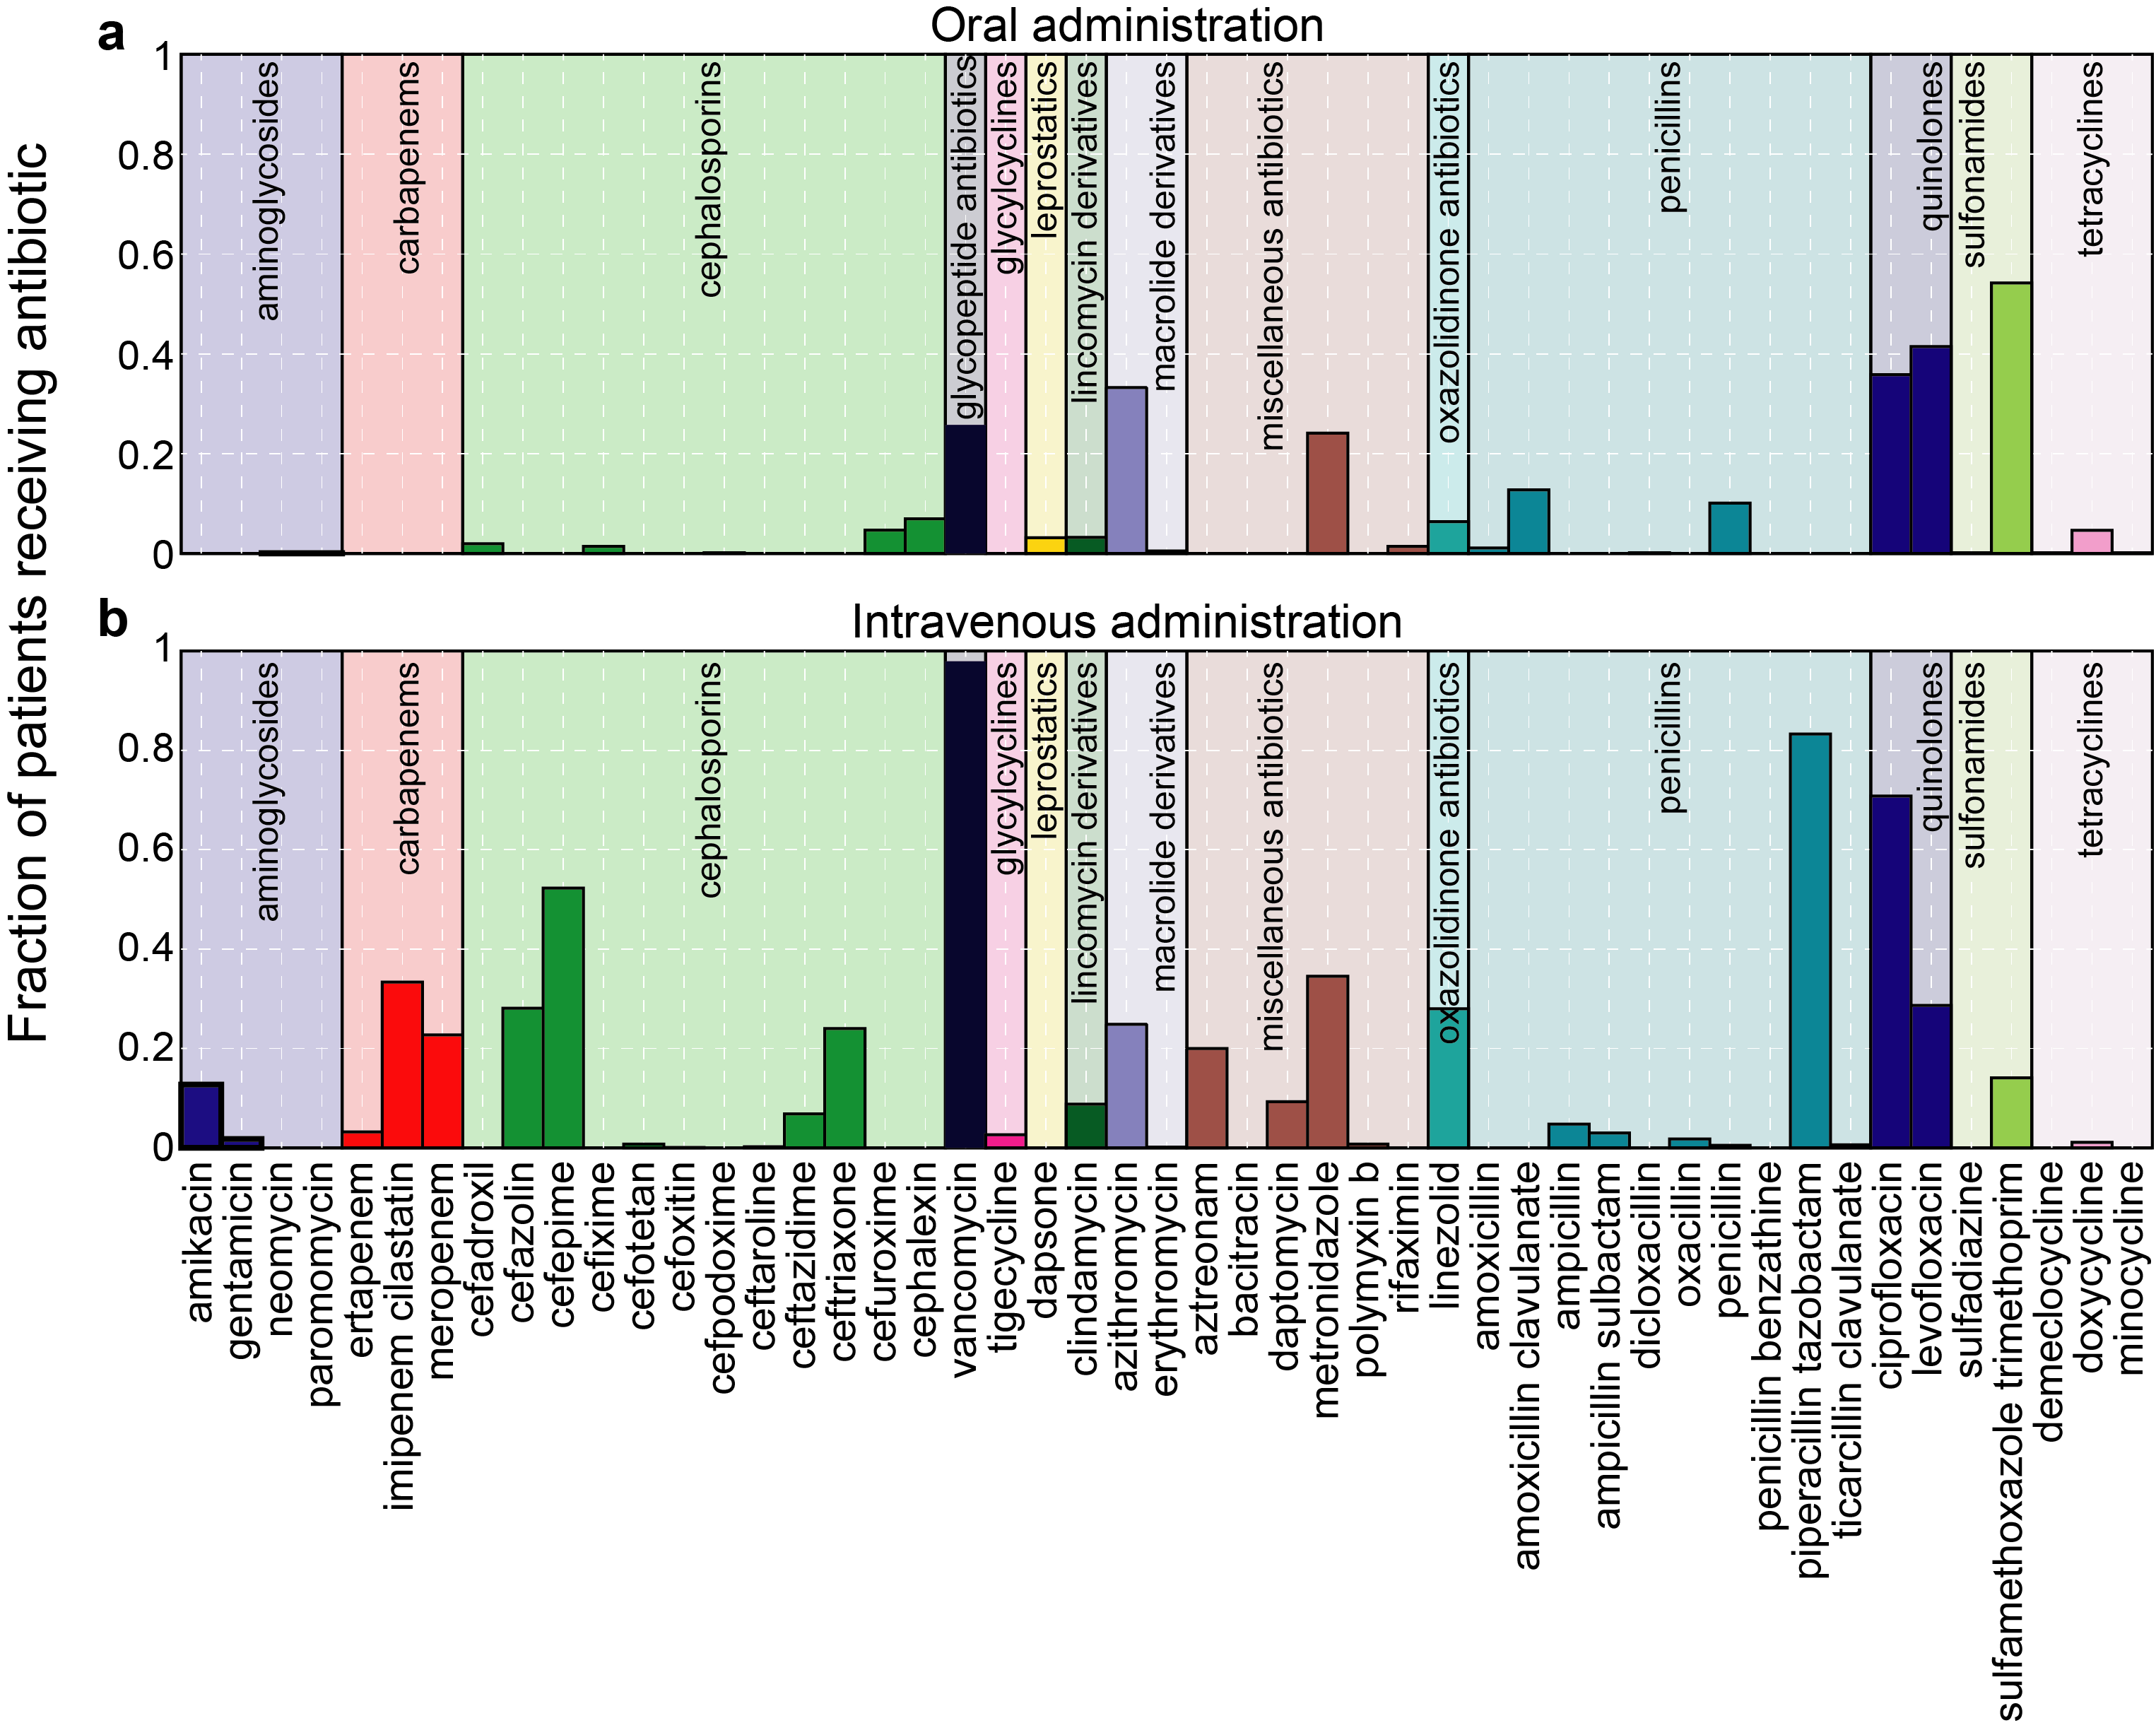 a
Oral administration
Fraction of patients receiving antibiotic
1
0.8
0.6
0.4
0.2
0
aminoglycosides
carbapenems
cephalosporins
glycopeptide antibiotics
glycylcyclines
leprostatics
lincomycin derivatives
macrolide derivatives
miscellaneous antibiotics
oxazolidinone antibiotics
penicillins
quinolones
sulfonamides
tetracyclines
b
Intravenous administration
1
0.8
0.6
0.4
0.2
0
aminoglycosides
carbapenems
cephalosporins
glycylcyclines
leprostatics
lincomycin derivatives
macrolide derivatives
miscellaneous antibiotics
oxazolidinone antibiotics
penicillins
quinolones
sulfonamides
tetracyclines
amikacin
gentamicin
neomycin
paromomycin
ertapenem
imipenem cilastatin
meropenem
cefadroxil
cefazolin
cefepime
cefixime
cefotetan
cefoxitin
cefpodoxime
ceftaroline
ceftazidime
ceftriaxone
cefuroxime
cephalexin
vancomycin
tigecycline
dapsone
clindamycin
azithromycin
erythromycin
aztreonam
bacitracin
daptomycin
metronidazole
polymyxin b
rifaximin
linezolid
amoxicillin
amoxicillin clavulanate
ampicillin
ampicillin sulbactam
dicloxacillin
oxacillin
penicillin
penicillin benzathine
piperacillin tazobactam
ticarcillin clavulanate
ciprofloxacin
levofloxacin
sulfadiazine
sulfamethoxazole trimethoprim
demeclocycline
doxycycline
minocycline